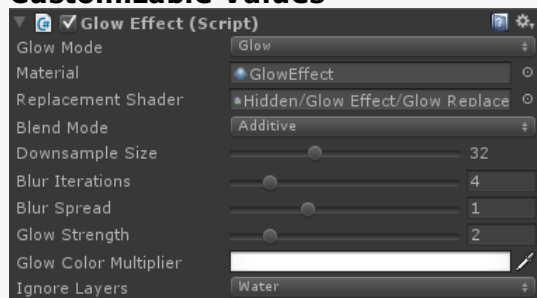 Customizable Values
Glow Effect (Script)
Glow Mode Glow
Material GlowEffect
Replacement Shader Hidden/Glow Effect/Glow Replace
Blend Mode Additive
Downsample Size 32
Blur Iterations 4
Blur Spread 1
Glow Strength 2
Glow Color Multiplier
Ignore Layers Water